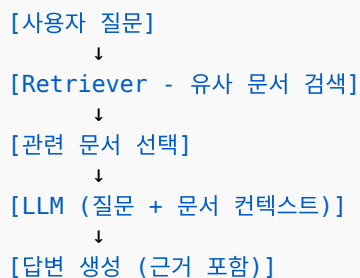 [사용자 질문]
↓
[Retriever - 유사 문서 검색]
↓
[관련 문서 선택]
↓
[LLM (질문 + 문서 컨텍스트)]
↓
[답변 생성 (근거 포함)]